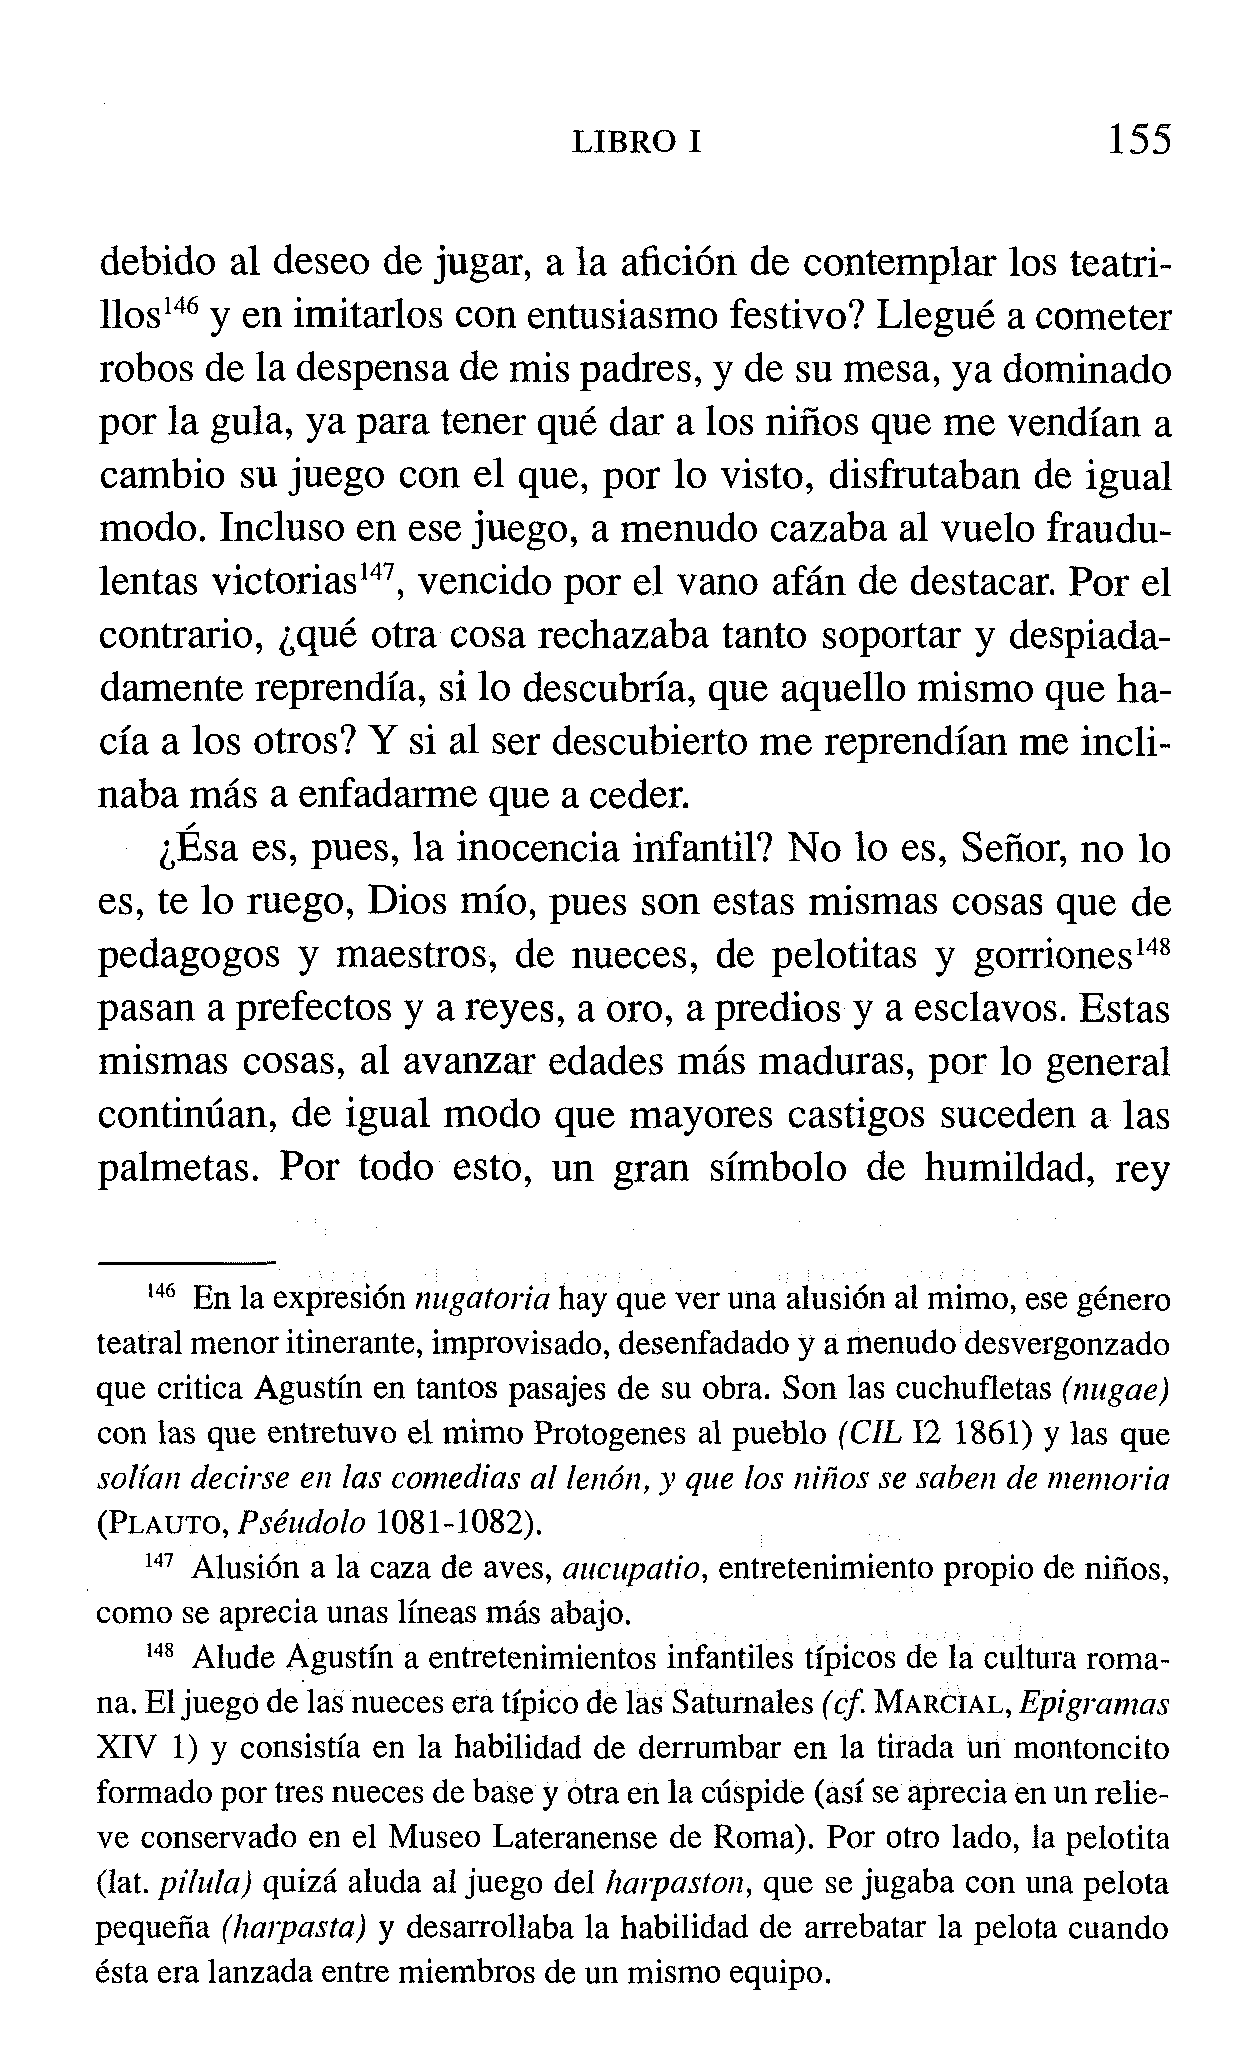 LIBRO I 155
debido al deseo de jugar, a la afición de contemplar los teatri-
llos¹⁴⁶ y en imitarlos con entusiasmo festivo? Llegué a cometer
robos de la despensa de mis padres, y de su mesa, ya dominado
por la gula, ya para tener qué dar a los niños que me vendían a
cambio su juego con el que, por lo visto, disfrutaban de igual
modo. Incluso en ese juego, a menudo cazaba al vuelo fraudu-
lentas victorias¹⁴⁷, vencido por el vano afán de destacar. Por el
contrario, ¿qué otra cosa rechazaba tanto soportar y despiada-
damente reprendía, si lo descubría, que aquello mismo que ha-
cía a los otros? Y si al ser descubierto me reprendían me incli-
naba más a enfadarme que a ceder.
¿Ésa es, pues, la inocencia infantil? No lo es, Señor, no lo
es, te lo ruego, Dios mío, pues son estas mismas cosas que de
pedagogos y maestros, de nueces, de pelotitas y gorriones¹⁴⁸
pasan a prefectos y a reyes, a oro, a predios y a esclavos. Estas
mismas cosas, al avanzar edades más maduras, por lo general
continúan, de igual modo que mayores castigos suceden a las
palmetas. Por todo esto, un gran símbolo de humildad, rey
¹⁴⁶ En la expresión nugatoria hay que ver una alusión al mimo, ese género
teatral menor itinerante, improvisado, desenfadado y a menudo desvergonzado
que critica Agustín en tantos pasajes de su obra. Son las cuchufletas (nugae)
con las que entretuvo el mimo Protogenes al pueblo (CIL I2 1861) y las que
solían decirse en las comedias al lenón, y que los niños se saben de memoria
(PLAUTO, Pséudolo 1081-1082).
¹⁴⁷ Alusión a la caza de aves, aucupatio, entretenimiento propio de niños,
como se aprecia unas líneas más abajo.
¹⁴⁸ Alude Agustín a entretenimientos infantiles típicos de la cultura roma-
na. El juego de las nueces era típico de las Saturnales (cf. MARCIAL, Epigramas
XIV 1) y consistía en la habilidad de derrumbar en la tirada un montoncito
formado por tres nueces de base y otra en la cúspide (así se aprecia en un relie-
ve conservado en el Museo Lateranense de Roma). Por otro lado, la pelotita
(lat. pilula) quizá aluda al juego del harpaston, que se jugaba con una pelota
pequeña (harpasta) y desarrollaba la habilidad de arrebatar la pelota cuando
ésta era lanzada entre miembros de un mismo equipo.